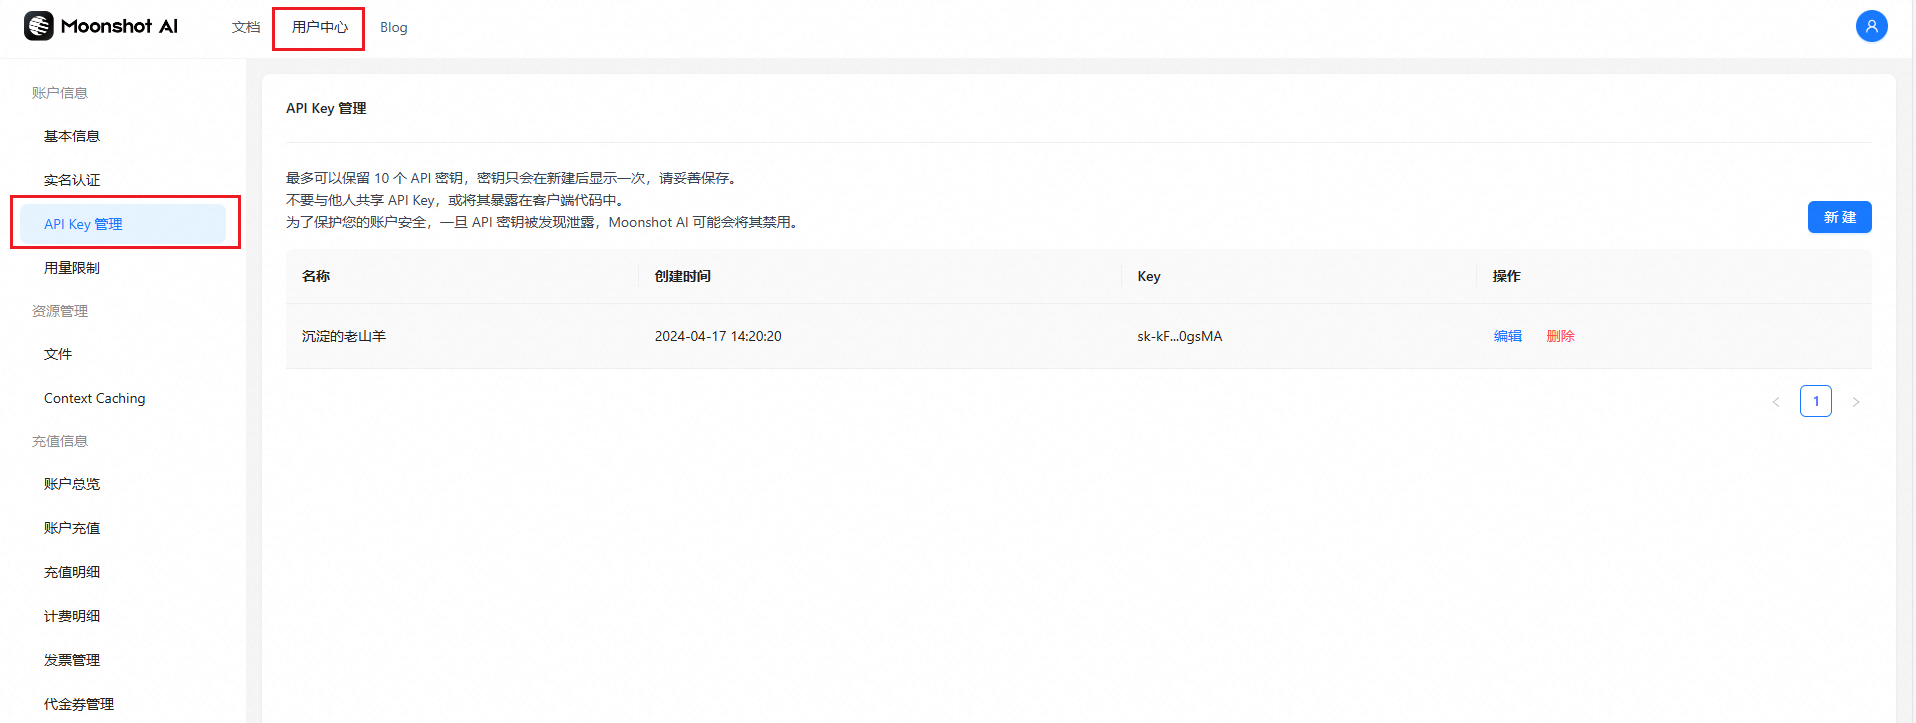 Moonshot AI
文档
用户中心
Blog
账户信息
基本信息
实名认证
API Key 管理
用量限制
资源管理
文件
Context Caching
充值信息
账户总览
账户充值
充值明细
计费明细
发票管理
代金券管理
API Key 管理
最多可以保留 10 个 API 密钥，密钥只会在新建后显示一次，请妥善保存。
不要与他人共享 API Key，或将其暴露在客户端代码中。
为了保护您的账户安全，一旦 API 密钥被发现泄露，Moonshot AI 可能会将其禁用。
新 建
名称 创建时间 Key 操作
沉淀的老山羊 2024-04-17 14:20:20 sk-kF...0gsMA 编辑 删除
< 1 >